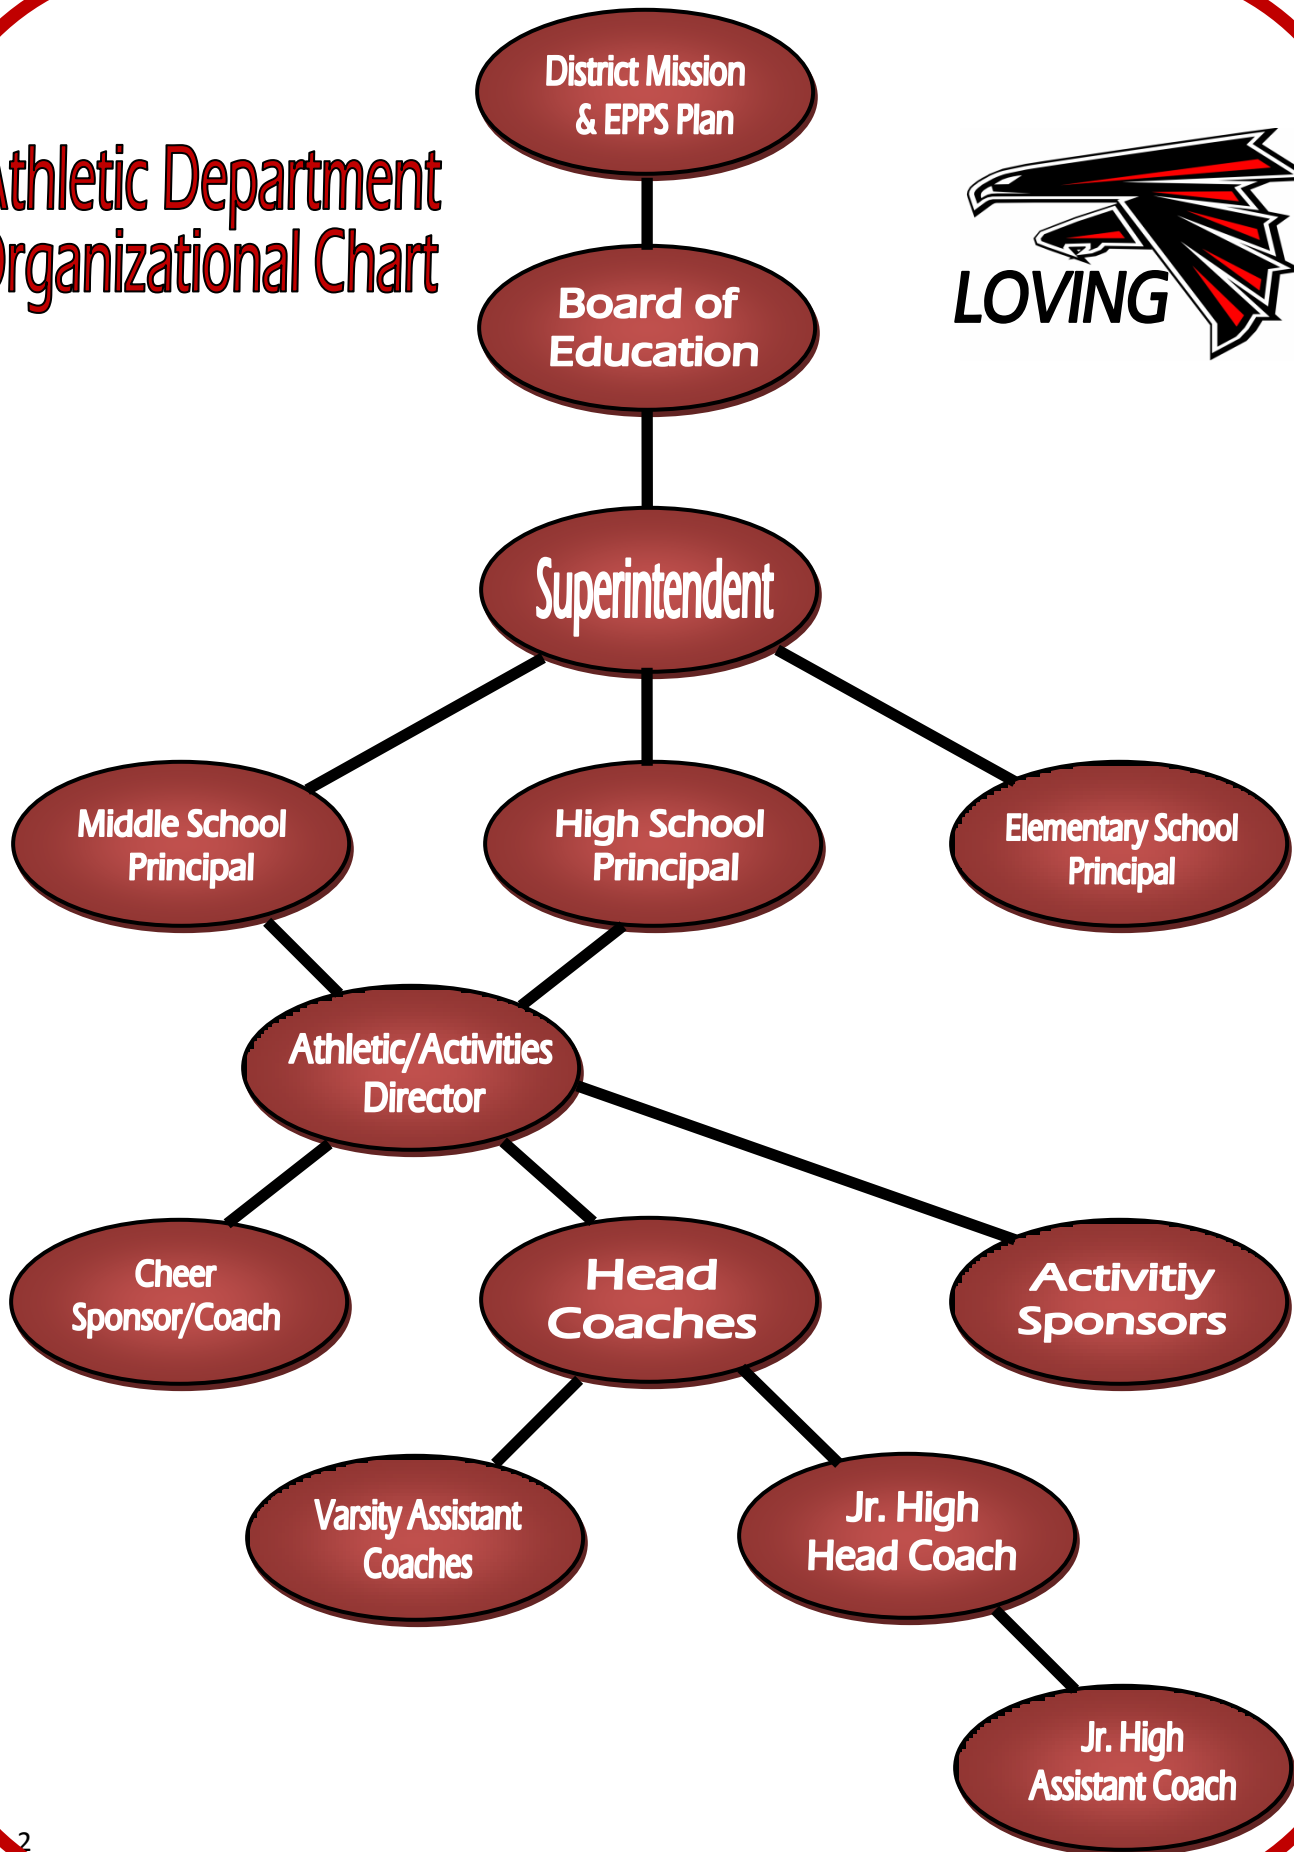 District Mission
& EPPS Plan
Athletic Department
Organizational Chart
LOVING
Board of
Education
Superintendent
Middle School
Principal
High School
Principal
Elementary School
Principal
Athletic/Activities
Director
Cheer
Sponsor/Coach
Head
Coaches
Activitiy
Sponsors
Varsity Assistant
Coaches
Jr. High
Head Coach
Jr. High
Assistant Coach
2